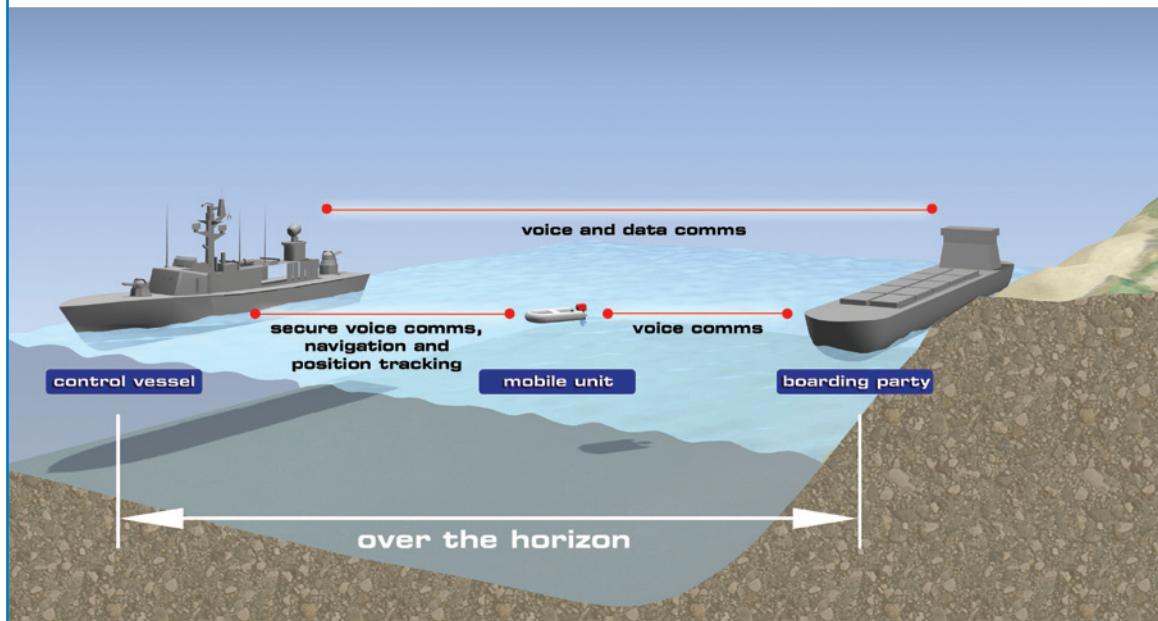 voice and data comms
secure voice comms,
navigation and
position tracking
voice comms
control vessel
mobile unit
boarding party
over the horizon